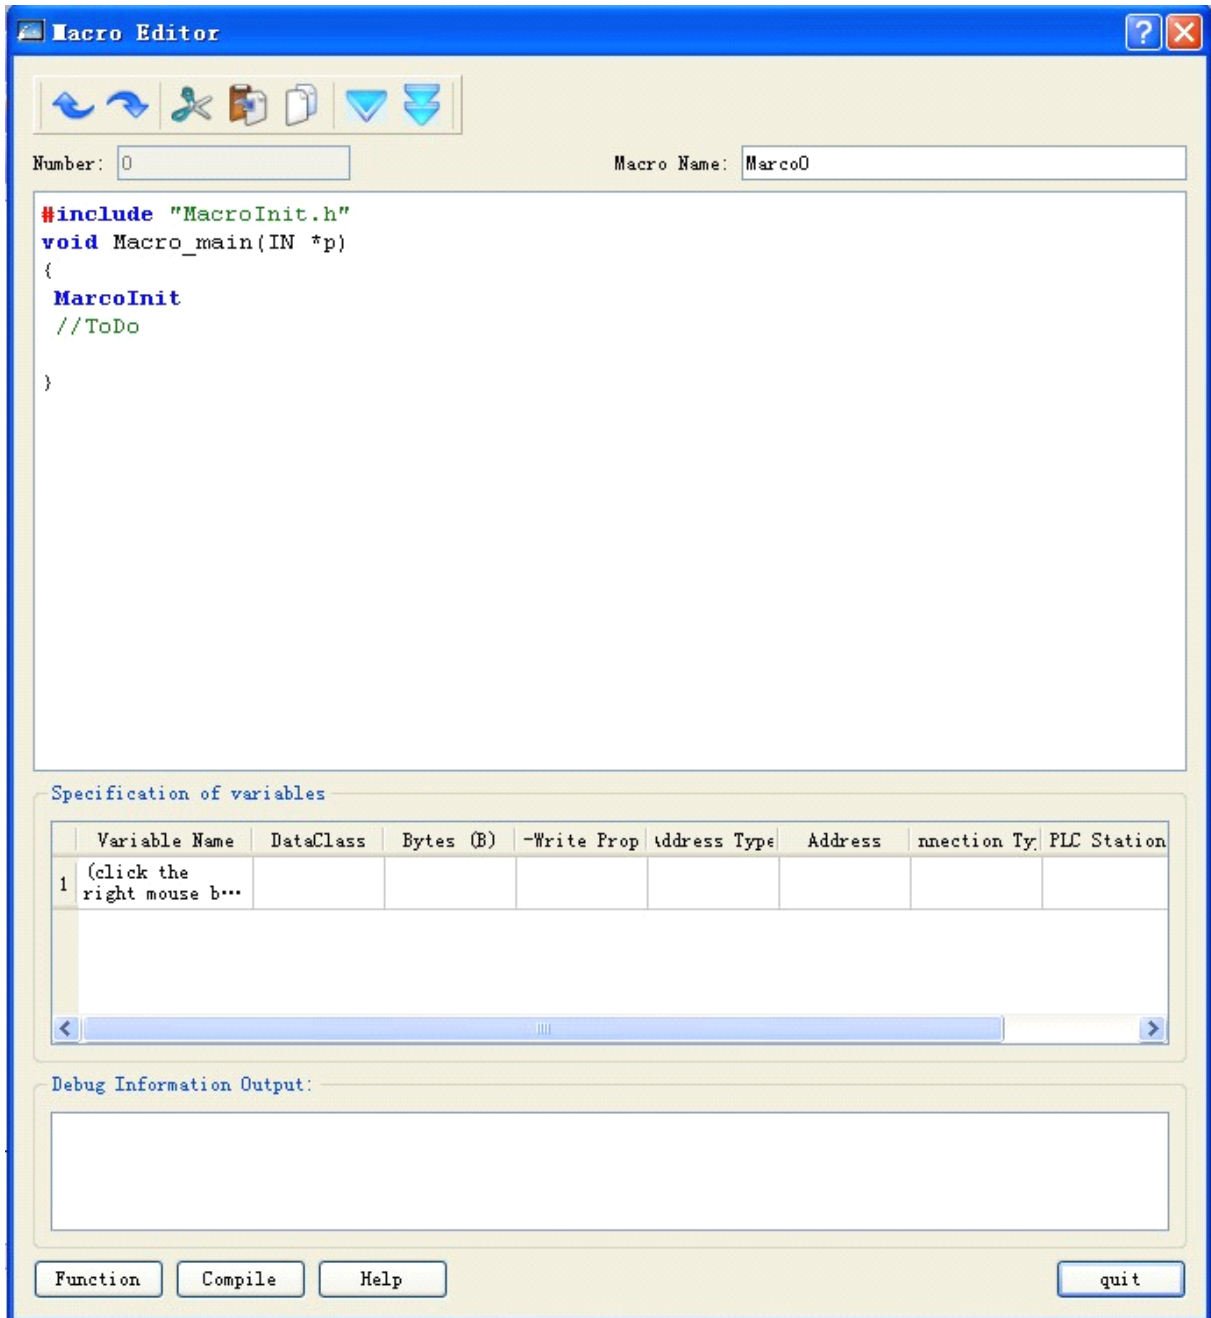 Macro Editor
Number: 0
Macro Name: Marco0
#include "MacroInit.h"
void Macro_main(IN *p)
{
MarcoInit
//ToDo
}
Specification of variables
Variable Name DataClass Bytes (B) -Write Prop Address Type Address nnection Ty PLC Station
1 (click the
right mouse b...
Debug Information Output:
Function Compile Help quit